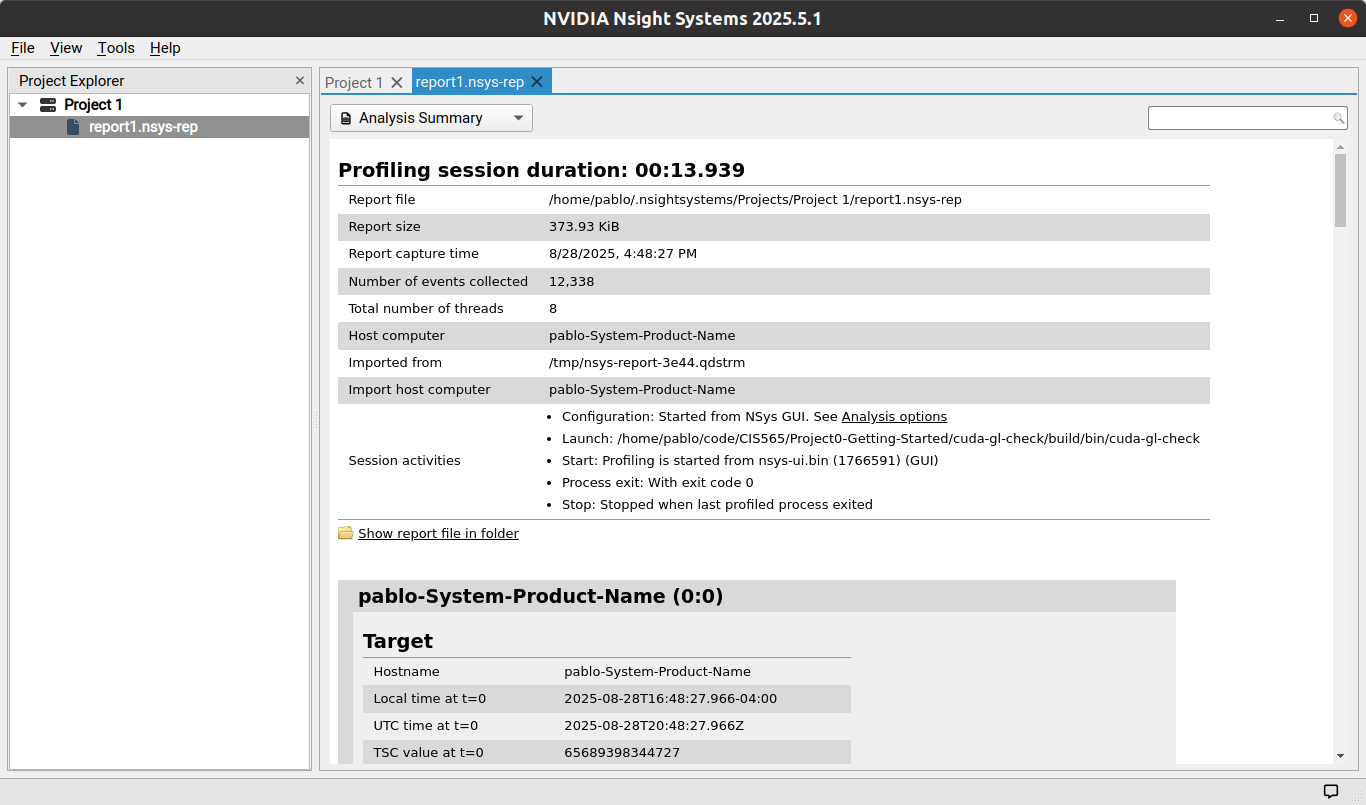 NVIDIA Nsight Systems 2025.5.1
File View Tools Help
Project Explorer
Project 1
report1.nsys-rep
Project 1
report1.nsys-rep
Analysis Summary
Profiling session duration: 00:13.939
Report file /home/pablo/.nsightsystems/Projects/Project 1/report1.nsys-rep
Report size 373.93 KiB
Report capture time 8/28/2025, 4:48:27 PM
Number of events collected 12,338
Total number of threads 8
Host computer pablo-System-Product-Name
Imported from /tmp/nsys-report-3e44.qdstrm
Import host computer pablo-System-Product-Name
Session activities
• Configuration: Started from NSys GUI. See Analysis options
• Launch: /home/pablo/code/CIS565/Project0-Getting-Started/cuda-gl-check/build/bin/cuda-gl-check
• Start: Profiling is started from nsys-ui.bin (1766591) (GUI)
• Process exit: With exit code 0
• Stop: Stopped when last profiled process exited
Show report file in folder
pablo-System-Product-Name (0:0)
Target
Hostname pablo-System-Product-Name
Local time at t=0 2025-08-28T16:48:27.966-04:00
UTC time at t=0 2025-08-28T20:48:27.966Z
TSC value at t=0 65689398344727